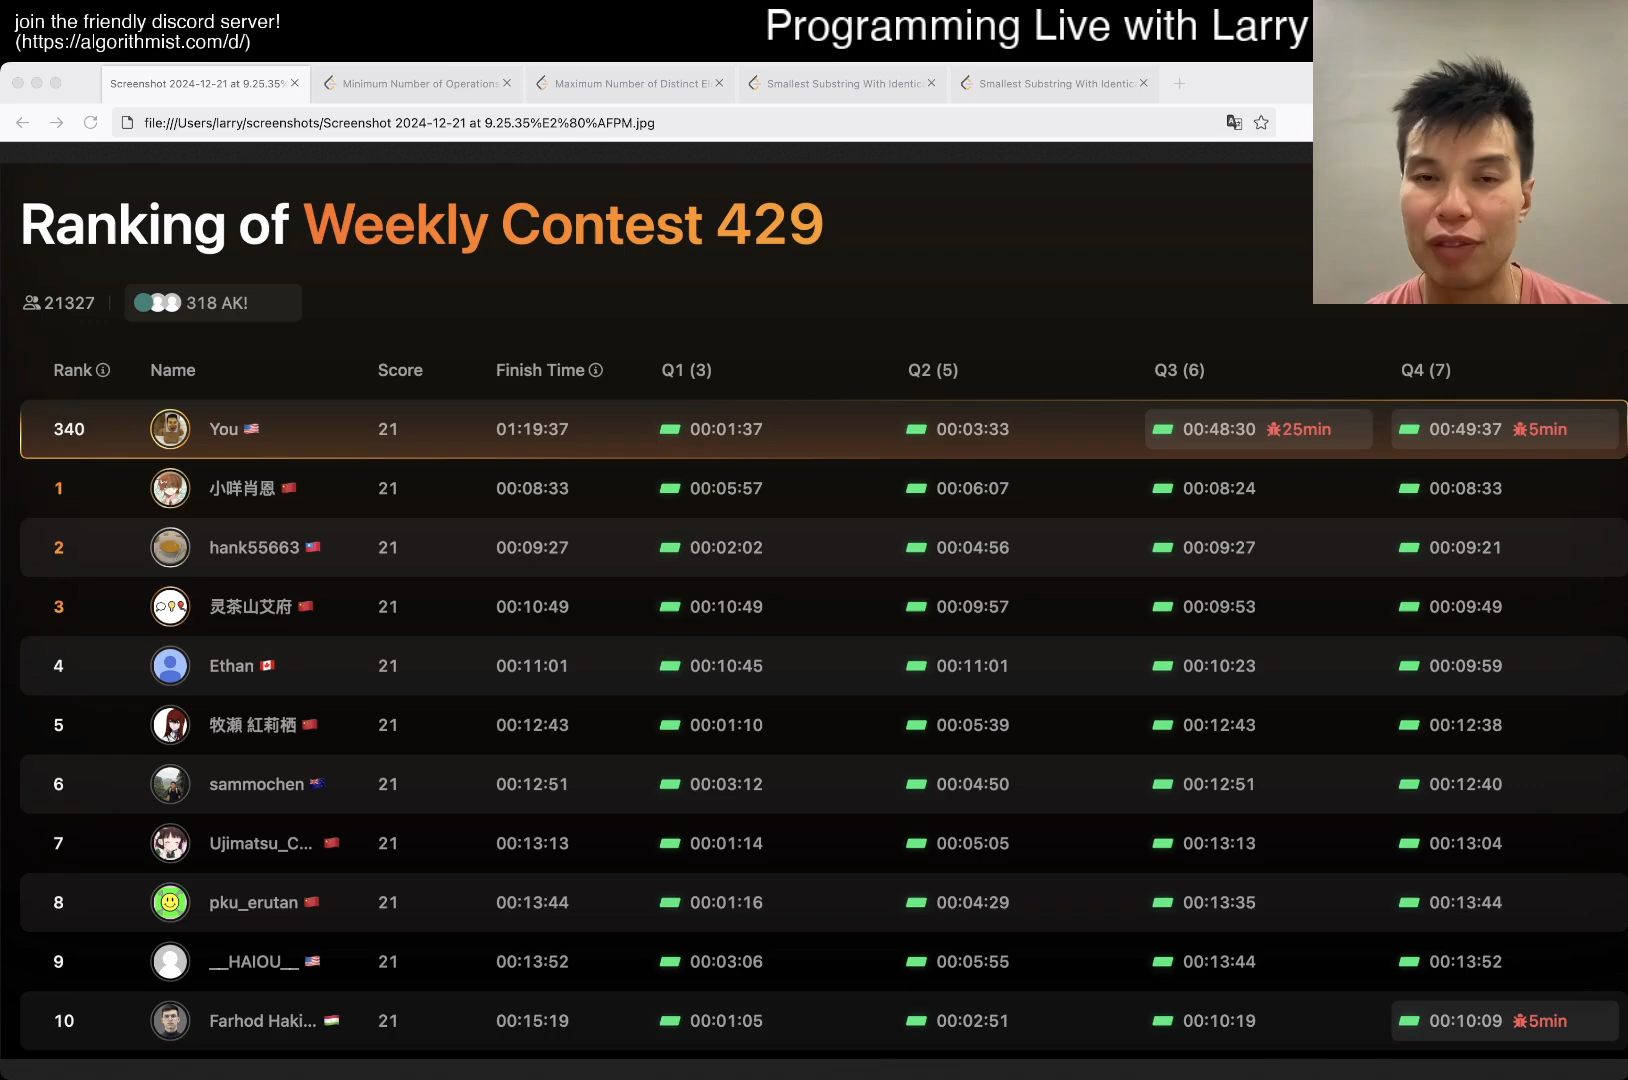 join the friendly discord server!
(https://algorithmist.com/d/)
Programming Live with Larry
Screenshot 2024-12-21 at 9.25.35%
Minimum Number of Operations
Maximum Number of Distinct El
Smallest Substring With Identic
Smallest Substring With Identic
file:///Users/larry/screenshots/Screenshot 2024-12-21 at 9.25.35%E2%80%AFPM.jpg
Ranking of Weekly Contest 429
21327 318 AK!
Rank Name Score Finish Time Q1 (3) Q2 (5) Q3 (6) Q4 (7)
340 You 21 01:19:37 00:01:37 00:03:33 00:48:30 25min 00:49:37 5min
1 小咩肖恩 21 00:08:33 00:05:57 00:06:07 00:08:24 00:08:33
2 hank55663 21 00:09:27 00:02:02 00:04:56 00:09:27 00:09:21
3 灵茶山艾府 21 00:10:49 00:10:49 00:09:57 00:09:53 00:09:49
4 Ethan 21 00:11:01 00:10:45 00:11:01 00:10:23 00:09:59
5 牧瀬 紅莉栖 21 00:12:43 00:01:10 00:05:39 00:12:43 00:12:38
6 sammochen 21 00:12:51 00:03:12 00:04:50 00:12:51 00:12:40
7 Ujimatsu_C... 21 00:13:13 00:01:14 00:05:05 00:13:13 00:13:04
8 pku_erutan 21 00:13:44 00:01:16 00:04:29 00:13:35 00:13:44
9 __HAIOU__ 21 00:13:52 00:03:06 00:05:55 00:13:44 00:13:52
10 Farhod Haki... 21 00:15:19 00:01:05 00:02:51 00:10:19 00:10:09 5min